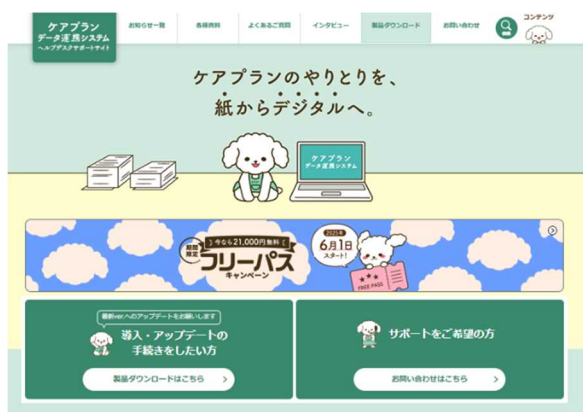 ケアプラン
データ連携システム
ヘルプデスクサポートサイト
お知らせ一覧
各種資料
よくあるご質問
インタビュー
製品ダウンロード
お問い合わせ
コンテンツ
ケアプランのやりとりを、
紙からデジタルへ。
ケアプラン
データ連携システム
期間
限定
今なら21,000円無料
フリーパス
キャンペーン
2025年
6月1日
スタート!
FREE PASS
最新ver.へのアップデートをお願いします
導入・アップデートの
手続きをしたい方
製品ダウンロードはこちら
サポートをご希望の方
お問い合わせはこちら